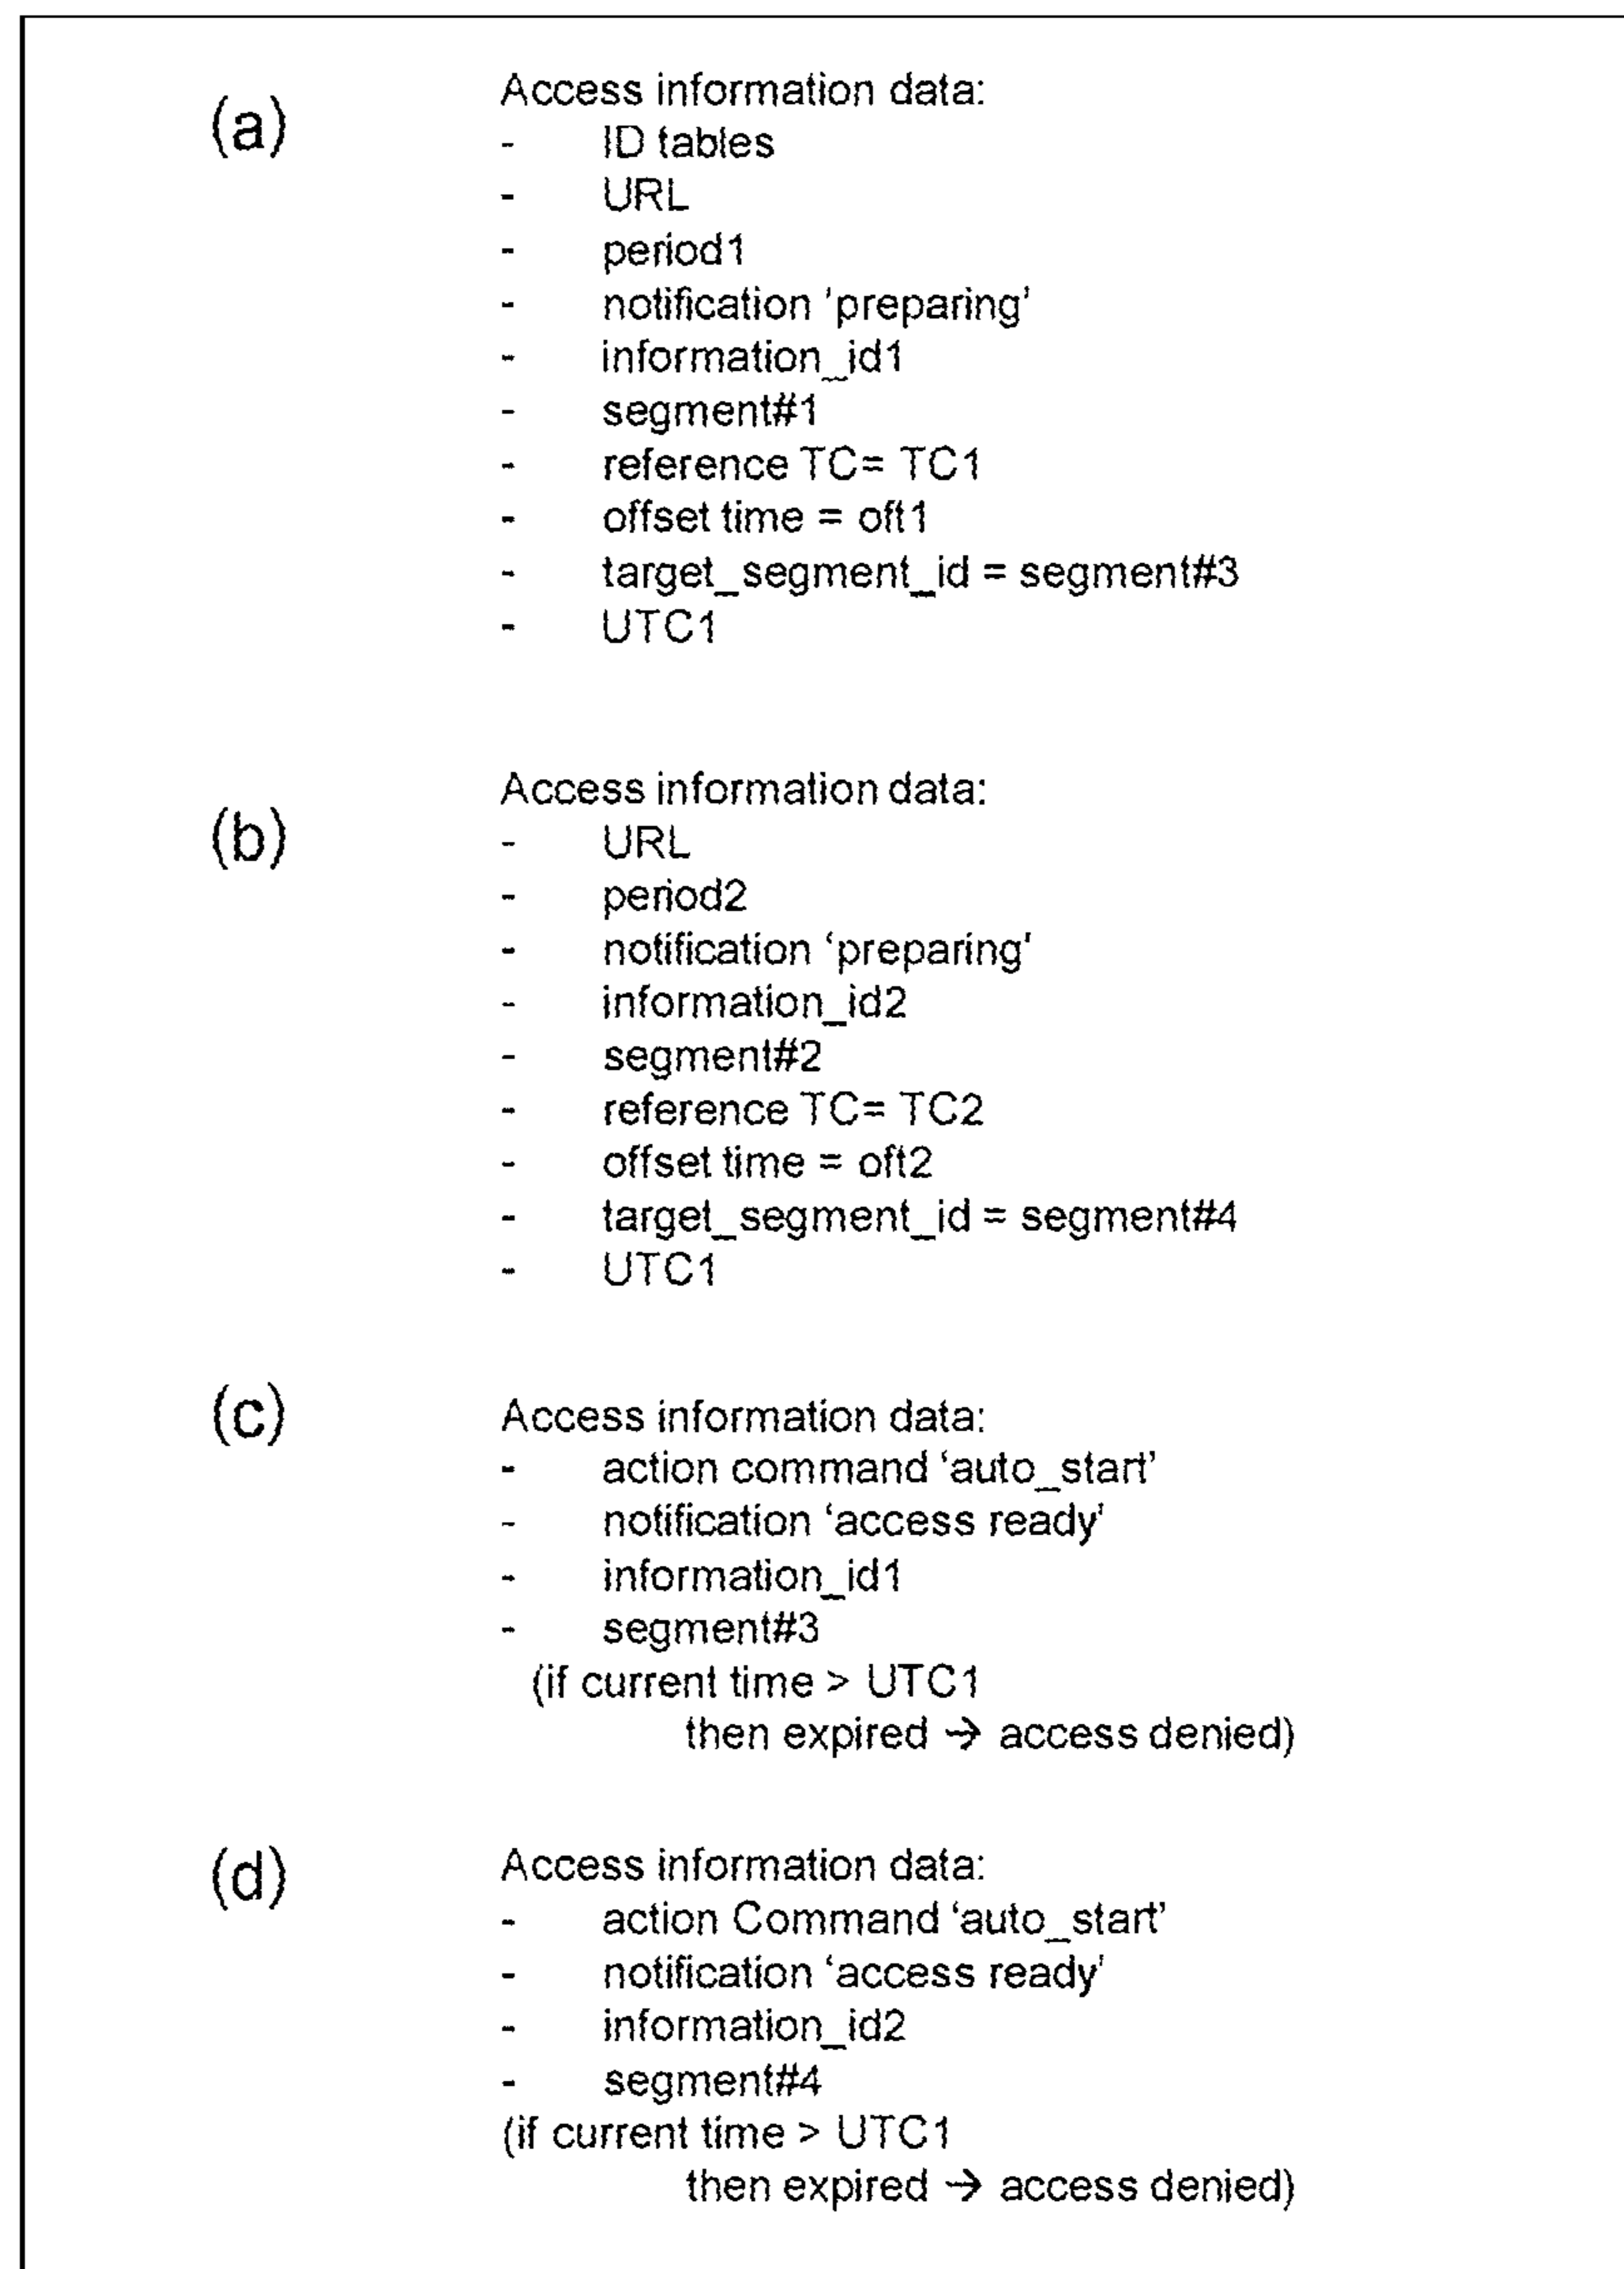 (a)
Access information data:
- ID tables
- URL
- period1
- notification 'preparing'
- information_id1
- segment#1
- reference TC= TC1
- offset time = oft1
- target_segment_id = segment#3
- UTC1
(b)
Access information data:
- URL
- period2
- notification ‘preparing’
- information_id2
- segment#2
- reference TC= TC2
- offset time = oft2
- target_segment_id = segment#4
- UTC1
(c)
Access information data:
- action command ‘auto_start’
- notification ‘access ready’
- information_id1
- segment#3
(if current time > UTC1
then expired → access denied)
(d)
Access information data:
- action Command ‘auto_start’
- notification ‘access ready’
- information_id2
- segment#4
(if current time > UTC1
then expired → access denied)